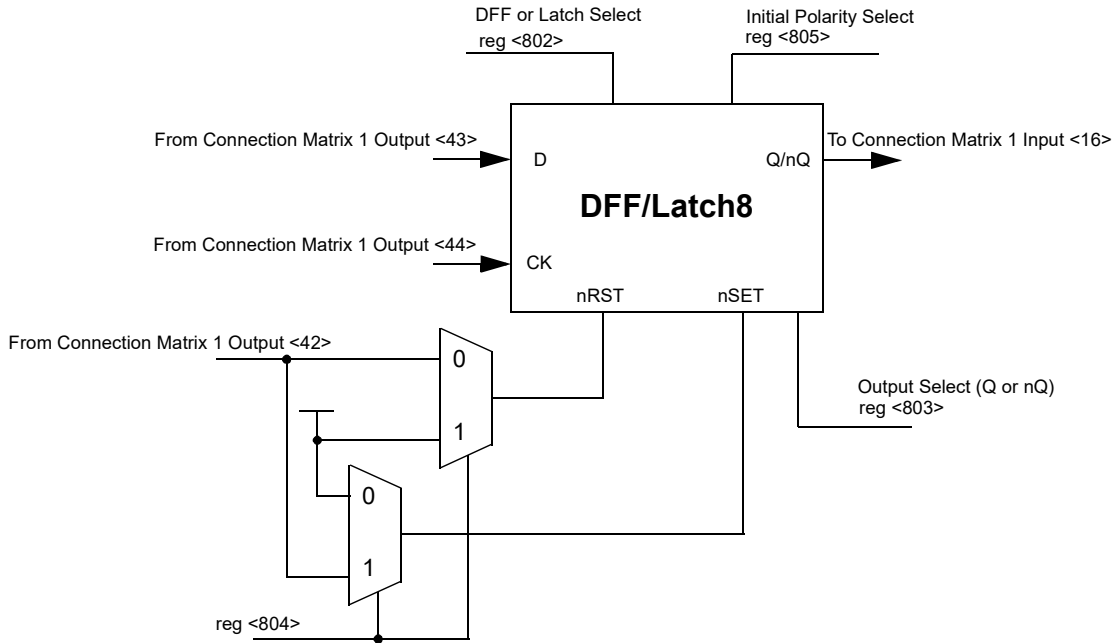 DFF or Latch Select
reg <802>
Initial Polarity Select
reg <805>
From Connection Matrix 1 Output <43>
D
Q/nQ
To Connection Matrix 1 Input <16>
DFF/Latch8
From Connection Matrix 1 Output <44>
CK
nRST
nSET
From Connection Matrix 1 Output <42>
0
1
Output Select (Q or nQ)
reg <803>
0
1
reg <804>